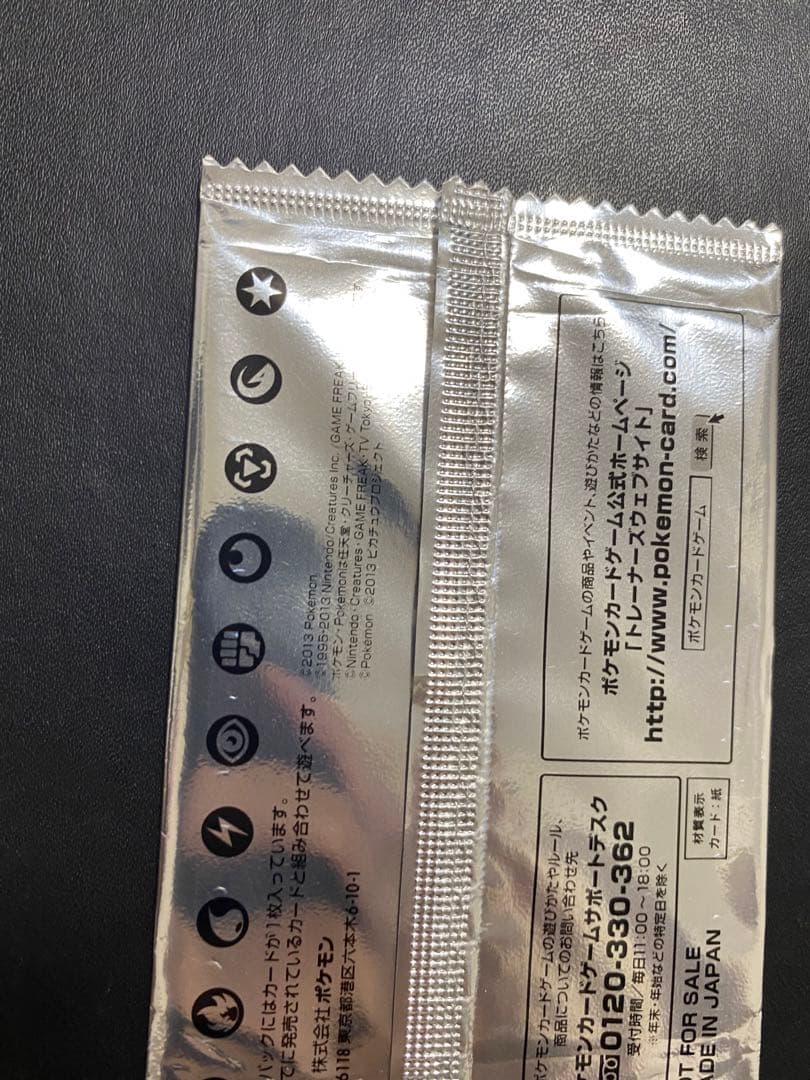 パックにはカードが1枚入っています。
でに発売されているカードと組み合わせて遊べます。
©2013 Pokémon.
©1995-2013 Nintendo/Creatures Inc./GAME FREAK
ポケモン・Pokémonは任天堂・クリーチャーズ・ゲームフリー
©Nintendo・Creatures・GAME FREAK・TV Tokyo
©Pokémon ©2013 ピカチュウプロジェクト
株式会社 ポケモン
6118 東京都港区六本木6-10-1
ポケモンカードゲームの商品やイベント、遊びかたなどの情報はこちら
ポケモンカードゲーム公式ホームページ
「トレーナーズウェブサイト」
http://www.pokemon-card.com/
ポケモンカードゲーム 検索
ポケモンカードゲームの遊びかたやルール、
商品についてのお問い合わせ先
モンカードゲームサポートデスク
0120-330-362
受付時間/毎日11:00~18:00
※年末・年始などの特定日を除く
材質表示
カード:紙
T FOR SALE
DE IN JAPAN